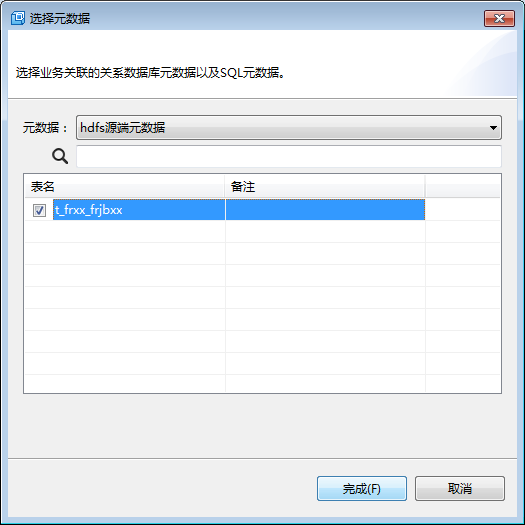 选择元数据
选择业务关联的关系数据库元数据以及SQL元数据。
元数据： hdfs源端元数据
表名 备注
t_frxx_frjbxx
完成(F) 取消